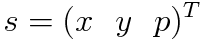 s = (x y p)^T